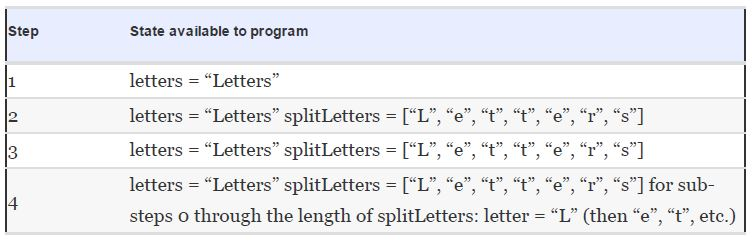 Step State available to program
1 letters = “Letters”
2 letters = “Letters” splitLetters = [“L”, “e”, “t”, “t”, “e”, “r”, “s”]
3 letters = “Letters” splitLetters = [“L”, “e”, “t”, “t”, “e”, “r”, “s”]
letters = “Letters” splitLetters = [“L”, “e”, “t”, “t”, “e”, “r”, “s”] for sub-
4 steps 0 through the length of splitLetters: letter = “L” (then “e”, “t”, etc.)